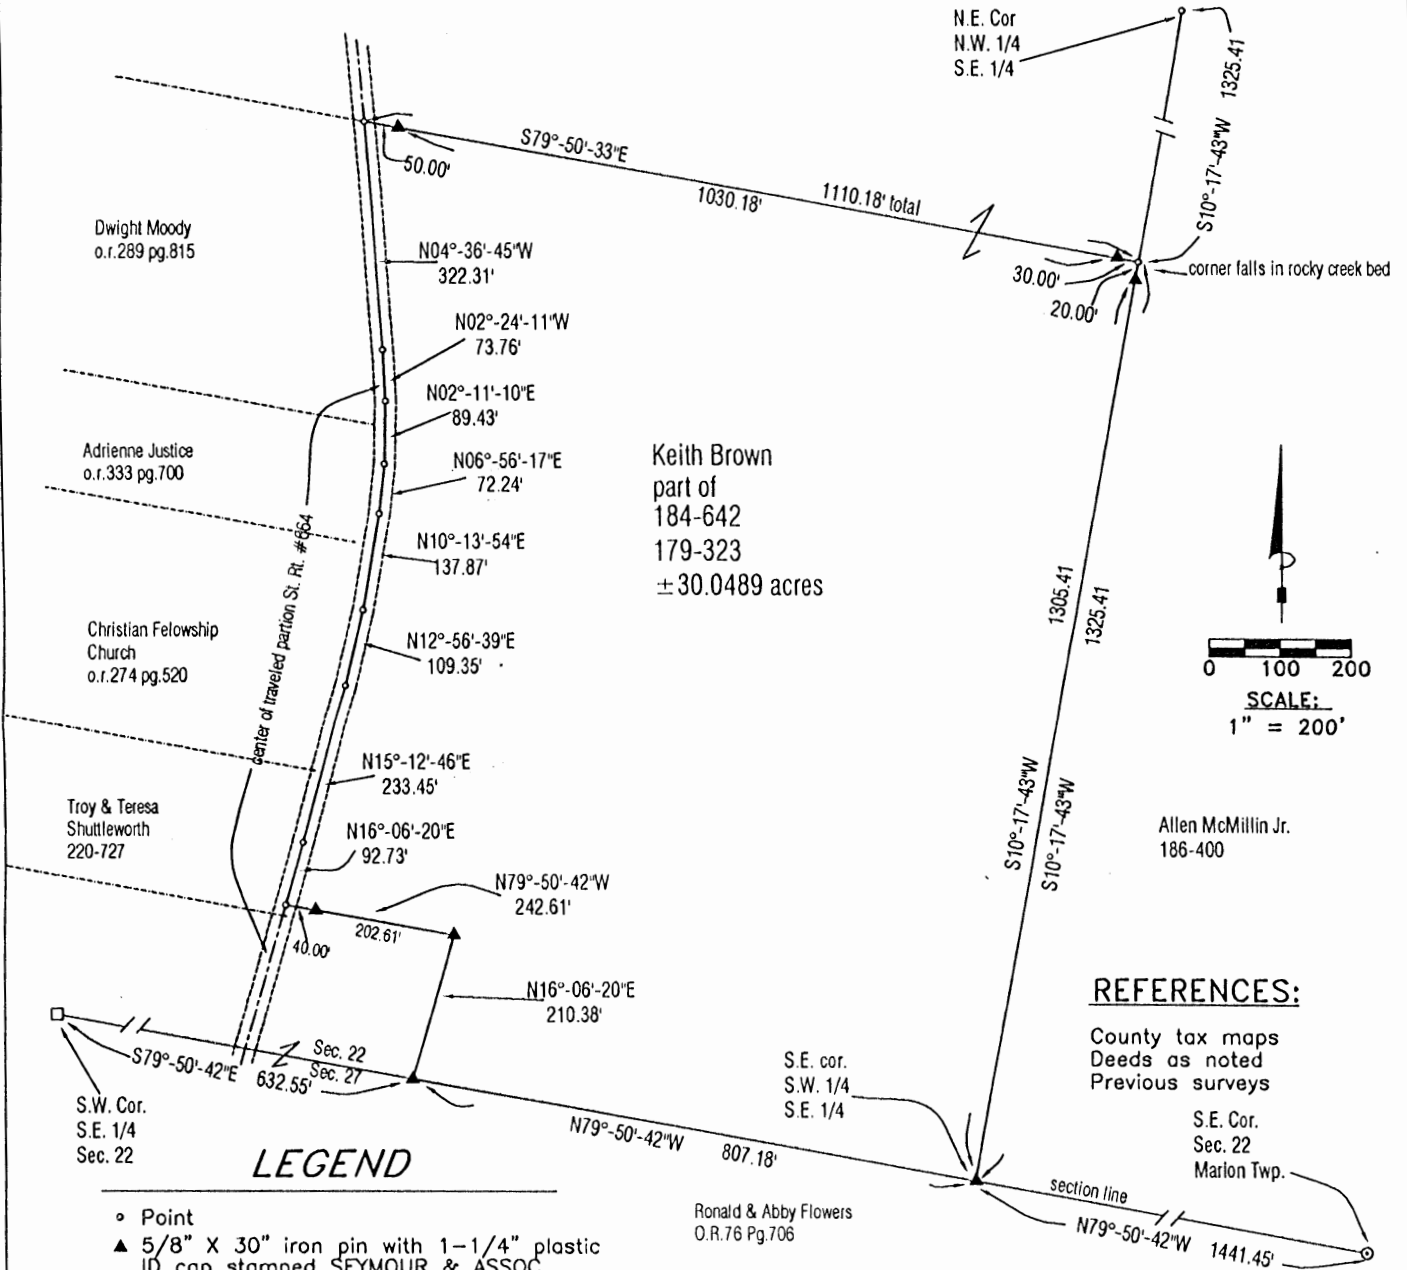 N.E. Cor
N.W. 1/4
S.E. 1/4
S10°-17'-43"W 1325.41
S79°-50'-33"E
50.00'
1030.18'
1110.18' total
Dwight Moody
o.r.289 pg.815
N04°-36'-45"W
322.31'
30.00'
20.00'
corner falls in rocky creek bed
N02°-24'-11"W
73.76'
N02°-11'-10"E
89.43'
Adrienne Justice
o.r.333 pg.700
N06°-56'-17"E
72.24'
Keith Brown
part of
184-642
179-323
±30.0489 acres
center of traveled partion St. Rt. #664
N10°-13'-54"E
137.87'
Christian Felowship
Church
o.r.274 pg.520
N12°-56'-39"E
109.35'
1305.41
1325.41
0 100 200
SCALE:
1" = 200'
N15°-12'-46"E
233.45'
Troy & Teresa
Shuttleworth
220-727
N16°-06'-20"E
92.73'
S10°-17'-43"W
S10°-17'-43"W
Allen McMillin Jr.
186-400
N79°-50'-42"W
242.61'
202.61'
40.00'
N16°-06'-20"E
210.38'
REFERENCES:
County tax maps
Deeds as noted
Previous surveys
Sec. 22
Sec. 27
S79°-50'-42"E 632.55'
S.W. Cor.
S.E. 1/4
Sec. 22
S.E. cor.
S.W. 1/4
S.E. 1/4
S.E. Cor.
Sec. 22
Marion Twp.
N79°-50'-42"W 807.18'
section line
N79°-50'-42"W 1441.45'
Ronald & Abby Flowers
O.R.76 Pg.706
LEGEND
Point
5/8" X 30" iron pin with 1-1/4" plastic
ID cap stamped SEYMOUR & ASSOC.